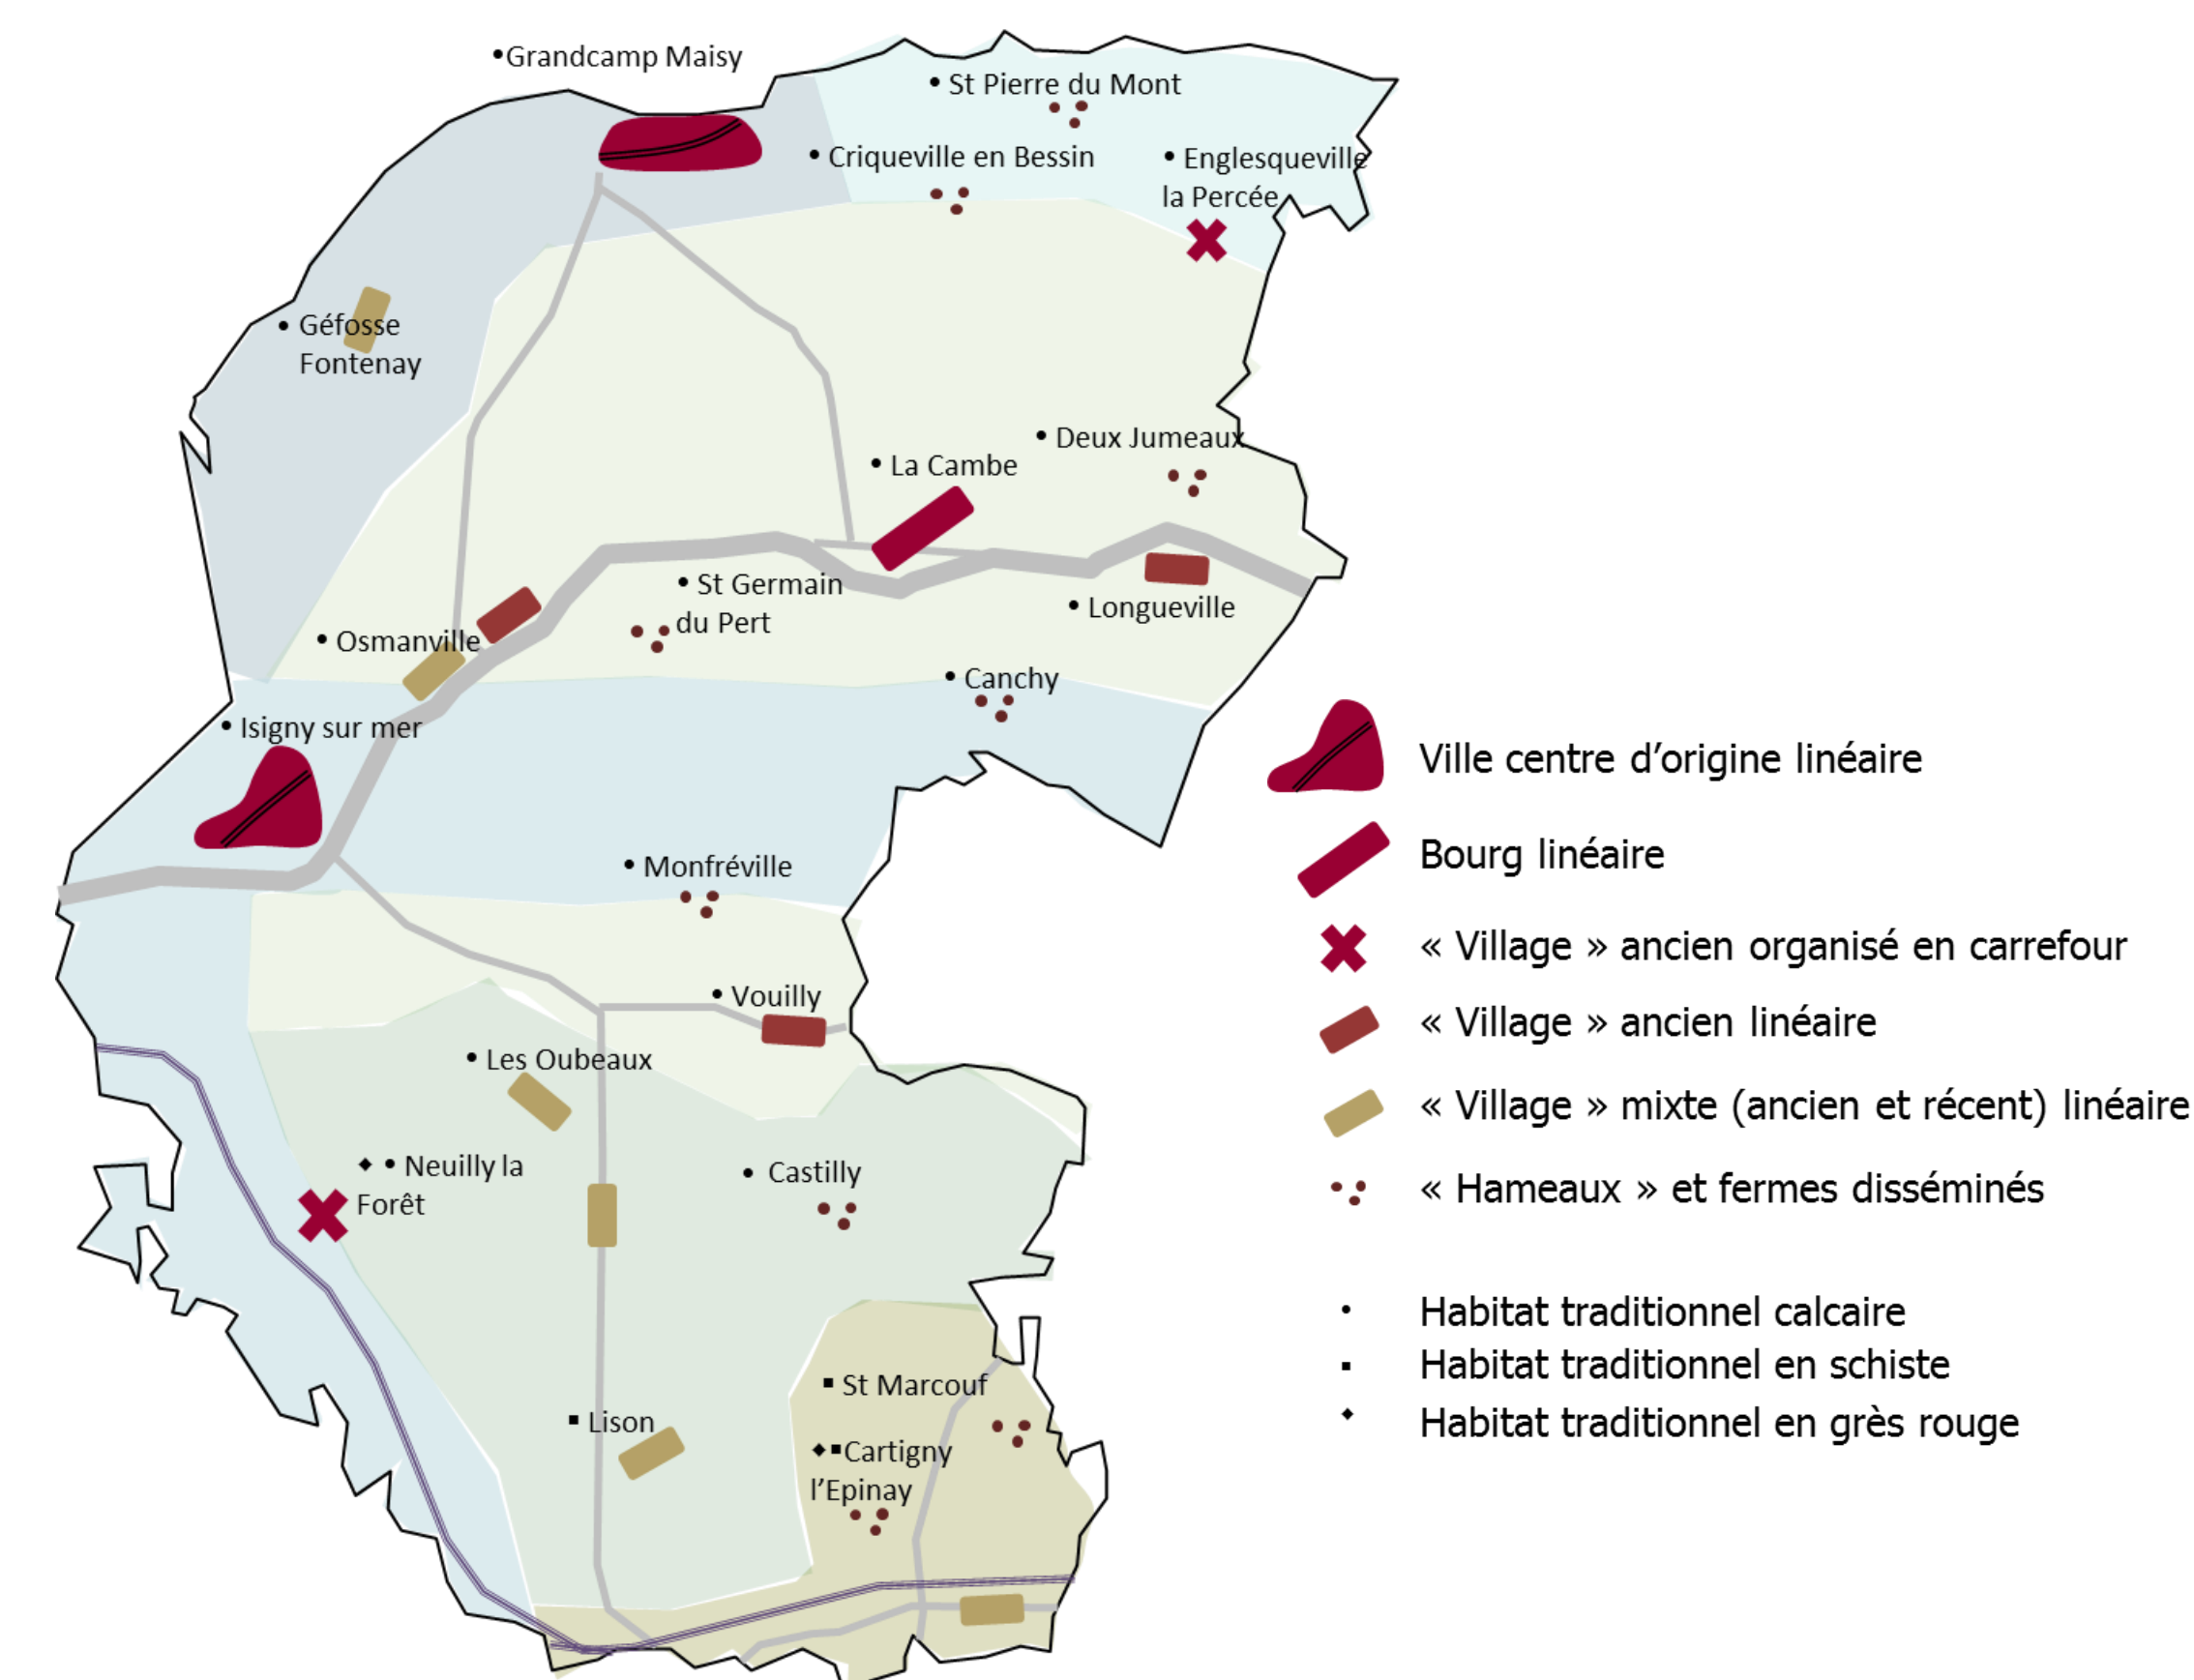 •Grandcamp Maisy
• St Pierre du Mont
• Criqueville en Bessin
• Englesqueville
la Percée
• Géfosse
Fontenay
• Deux Jumeaux
• La Cambe
• St Germain
du Pert
• Longueville
• Osmanville
• Canchy
• Isigny sur mer
• Monfréville
• Vouilly
• Les Oubeaux
◆ • Neuilly la
Forêt
• Castilly
▪ St Marcouf
▪ Lison
◆▪Cartigny
l’Epinay
Ville centre d’origine linéaire
Bourg linéaire
« Village » ancien organisé en carrefour
« Village » ancien linéaire
« Village » mixte (ancien et récent) linéaire
« Hameaux » et fermes disséminés
• Habitat traditionnel calcaire
▪ Habitat traditionnel en schiste
◆ Habitat traditionnel en grès rouge